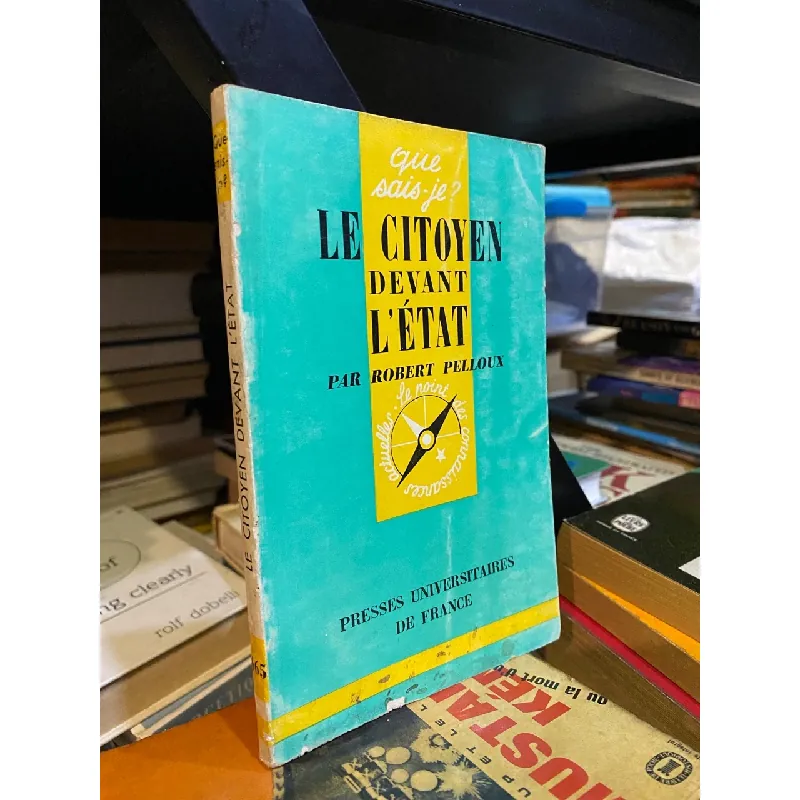 que
sais-je?
LE CITOYEN
DEVANT
L'ÉTAT
PAR ROBERT PELLOUX
le point des connaissances actuelles
PRESSES UNIVERSITAIRES
DE FRANCE
LE CITOYEN DEVANT L'ÉTAT
of
clearly
rolf dobelli
ou la mort